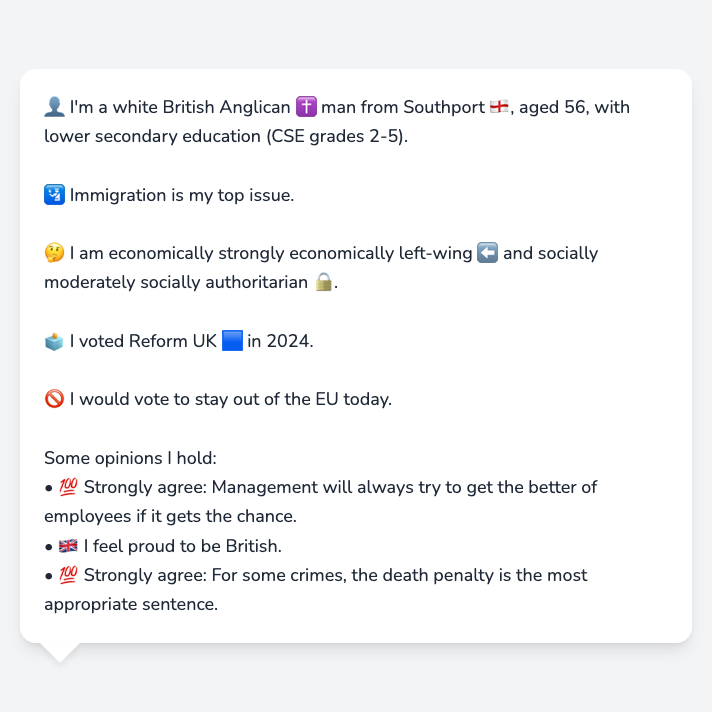 👤 I'm a white British Anglican ✝️ man from Southport 🏴󠁧󠁢󠁥󠁮󠁧󠁿, aged 56, with
lower secondary education (CSE grades 2-5).
🛂 Immigration is my top issue.
🤔 I am economically strongly economically left-wing ⬅️ and socially
moderately socially authoritarian 🔒.
🗳️ I voted Reform UK 🟦 in 2024.
🚫 I would vote to stay out of the EU today.
Some opinions I hold:
• 💯 Strongly agree: Management will always try to get the better of
employees if it gets the chance.
• 🇬🇧 I feel proud to be British.
• 💯 Strongly agree: For some crimes, the death penalty is the most
appropriate sentence.